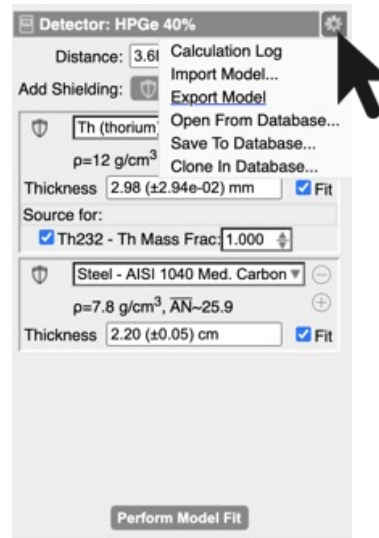 Detector: HPGe 40%
Distance: 3.6
Calculation Log
Import Model...
Export Model
Open From Database...
Save To Database...
Clone In Database...
Add Shielding:
Th (thorium)
ρ=12 g/cm³
Thickness 2.98 (±2.94e-02) mm Fit
Source for:
Th232 - Th Mass Frac: 1.000
Steel - AISI 1040 Med. Carbon
ρ=7.8 g/cm³, A̅N̅~25.9
Thickness 2.20 (±0.05) cm Fit
Perform Model Fit